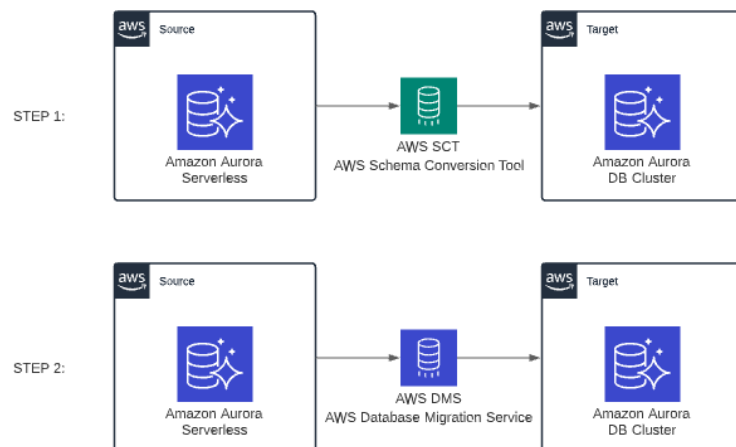 aws Source
aws Target
STEP 1:
Amazon Aurora
Serverless
AWS SCT
AWS Schema Conversion Tool
Amazon Aurora
DB Cluster
aws Source
aws Target
STEP 2:
Amazon Aurora
Serverless
AWS DMS
AWS Database Migration Service
Amazon Aurora
DB Cluster